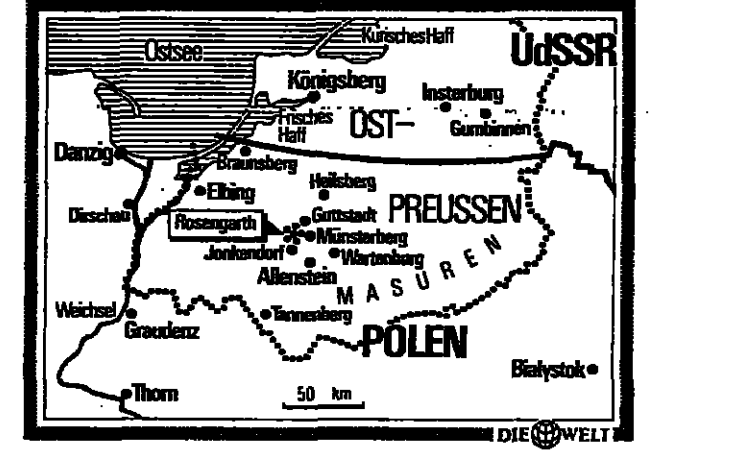 Kurisches Haff
Ostsee
UdSSR
Königsberg
Insterburg
Frisches
Haff
OST-
Gumbinnen
Danzig
Braunsberg
Heilsberg
Elbing
PREUSSEN
Dirschau
Rosengarth
Guttstadt
Münsterberg
Jonkendorf
Wartenburg
Allenstein
MASUREN
Weichsel
Tannenberg
Graudenz
POLEN
Bialystok
Thorn
50 km
DIE WELT